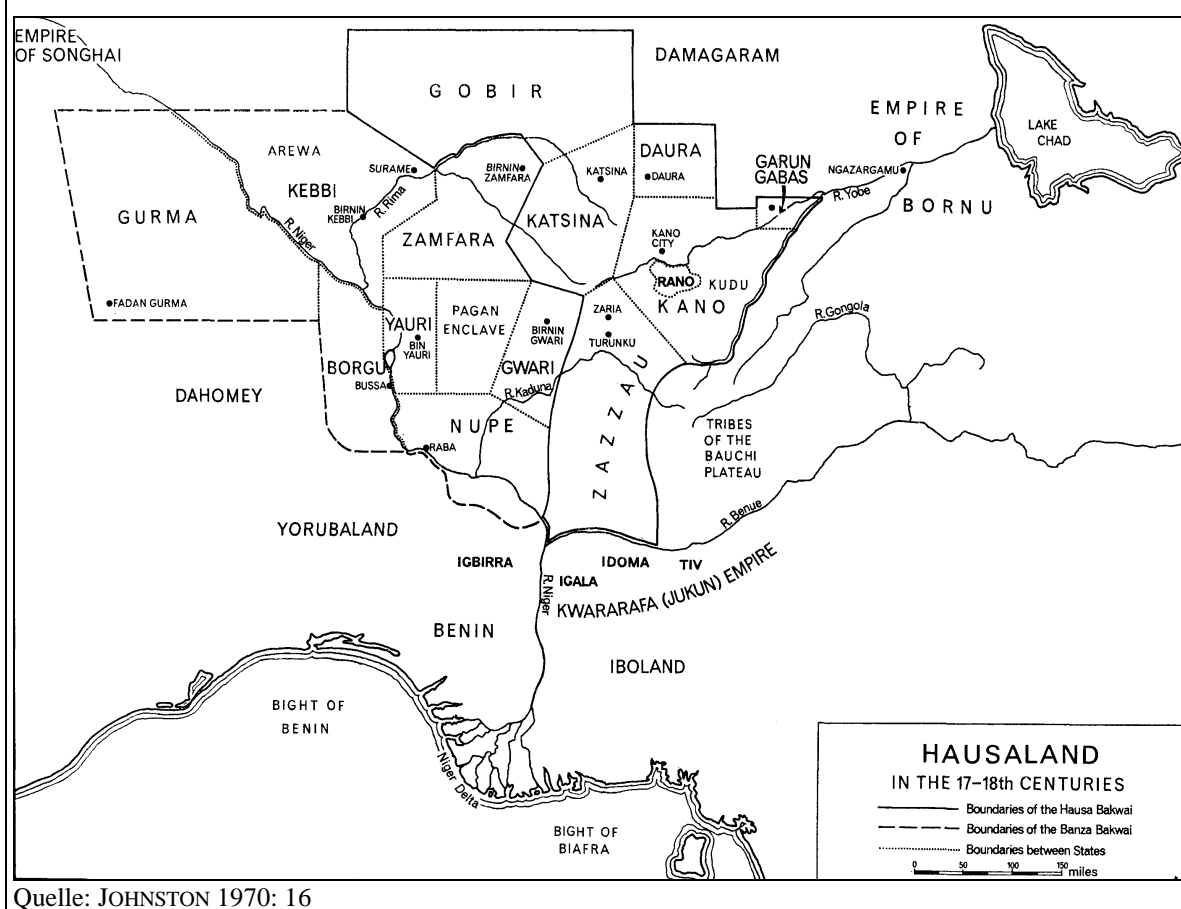 EMPIRE
OF SONGHAI
DAMAGARAM
GOBIR
EMPIRE
OF
BORNU
LAKE
CHAD
AREWA
KEBBI
SURAME
BIRNIN
ZAMFARA
KATSINA
DAURA
DAURA
GARUN
GABAS
NGAZARGAMU
R. Yobe
GURMA
R. Niger
BIRNIN
KEBBI
R. Rima
ZAMFARA
KATSINA
KANO
CITY
RANO
KUDU
KANO
FADAN GURMA
YAURI
BIN
YAURI
PAGAN
ENCLAVE
BIRNIN
GWARI
GWARI
ZARIA
TURUNKU
R. Gongola
BORGU
BUSSA
DAHOMEY
R. Kaduna
NUPE
RABA
ZAZZAU
TRIBES
OF THE
BAUCHI
PLATEAU
R. Benue
YORUBALAND
IGBIRRA
IGALA
IDOMA
TIV
KWARARAFA (JUKUN) EMPIRE
R. Niger
BENIN
IBOLAND
BIGHT OF
BENIN
Niger Delta
BIGHT OF
BIAFRA
HAUSALAND
IN THE 17–18th CENTURIES
Boundaries of the Hausa Bakwai
Boundaries of the Banza Bakwai
Boundaries between States
0 50 100 150 miles
Quelle: JOHNSTON 1970: 16